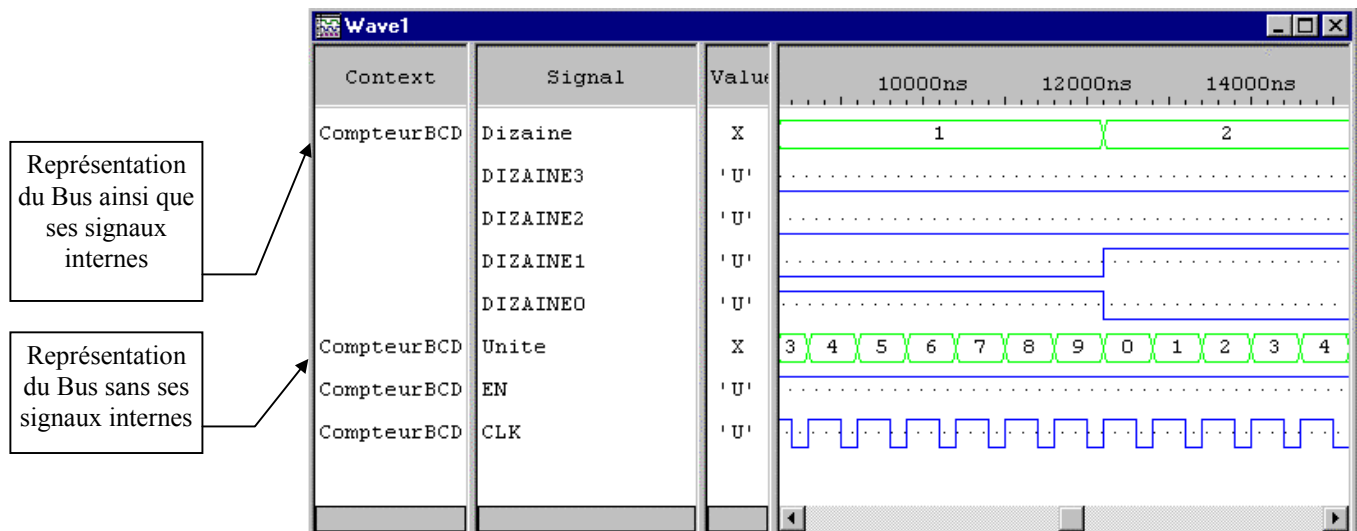 Wave1
Context Signal Value 10000ns 12000ns 14000ns
CompteurBCD Dizaine X 1 2
DIZAINE3 'U'
DIZAINE2 'U'
DIZAINE1 'U'
DIZAINE0 'U'
CompteurBCD Unite X 3 4 5 6 7 8 9 0 1 2 3 4
CompteurBCD EN 'U'
CompteurBCD CLK 'U'
Représentation
du Bus ainsi que
ses signaux
internes
Représentation
du Bus sans ses
signaux internes